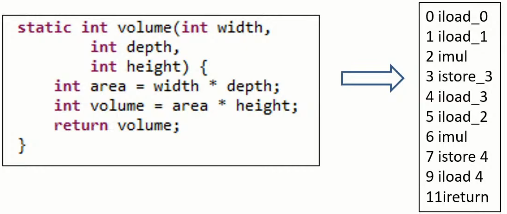 static int volume(int width,
int depth,
int height) {
int area = width * depth;
int volume = area * height;
return volume;
}
0 iload_0
1 iload_1
2 imul
3 istore_3
4 iload_3
5 iload_2
6 imul
7 istore 4
9 iload 4
11ireturn